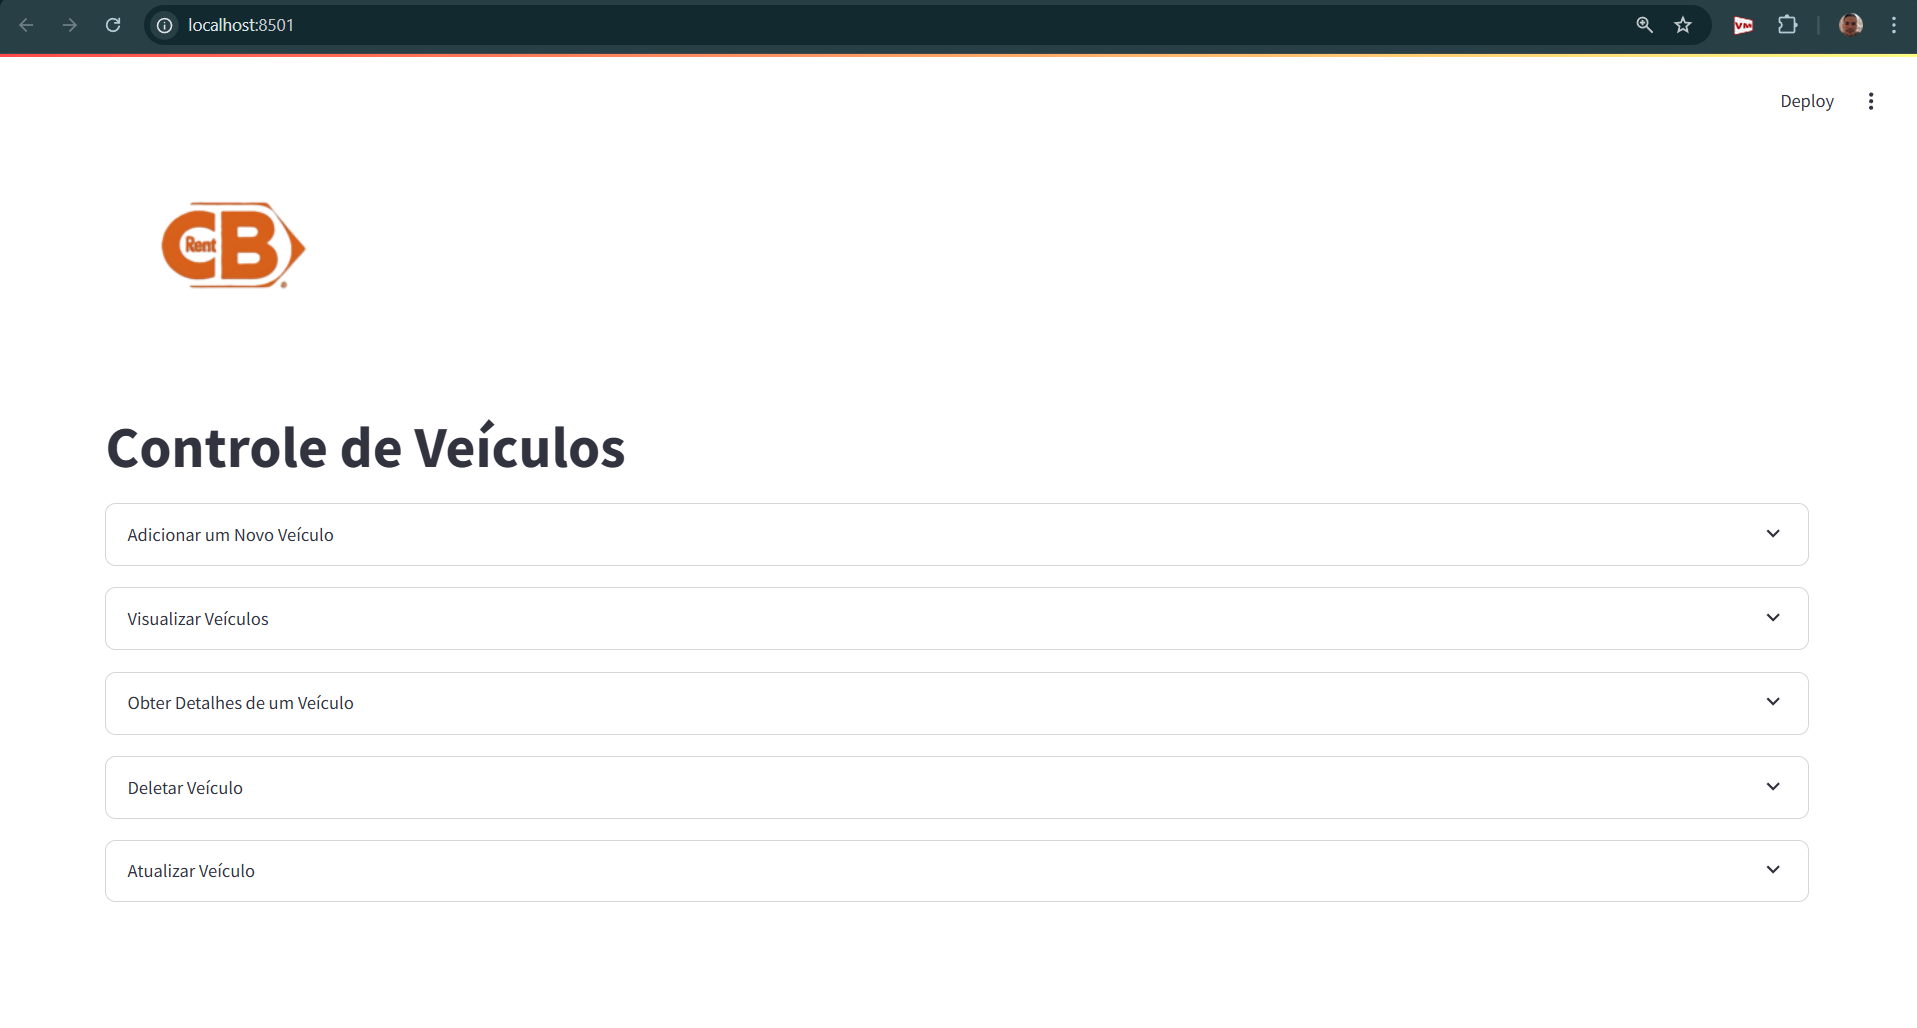 localhost:8501
VM
Deploy
CB
Rent
Controle de Veículos
Adicionar um Novo Veículo
Visualizar Veículos
Obter Detalhes de um Veículo
Deletar Veículo
Atualizar Veículo